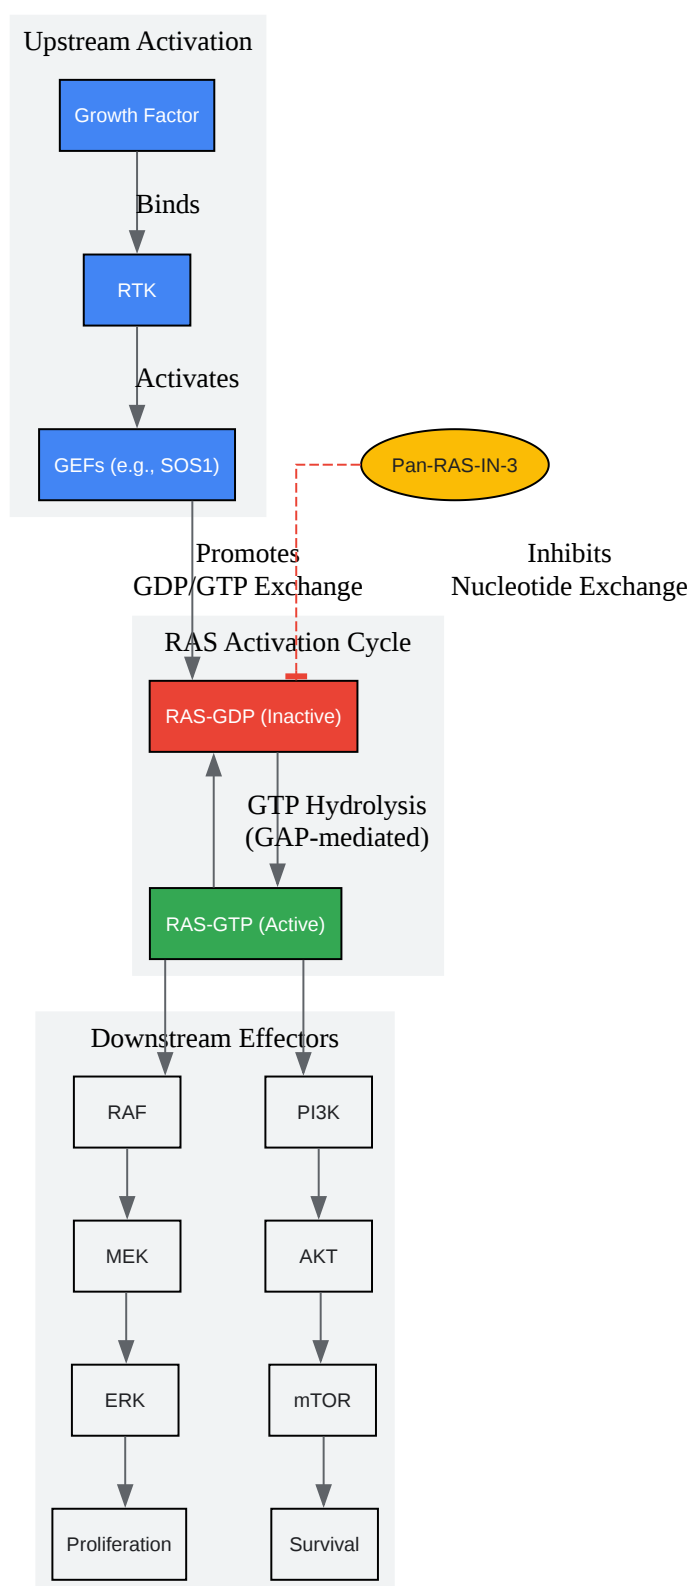 Upstream Activation
Growth Factor
Binds
RTK
Activates
GEFs (e.g., SOS1)
Pan-RAS-IN-3
Promotes
GDP/GTP Exchange
Inhibits
Nucleotide Exchange
RAS Activation Cycle
RAS-GDP (Inactive)
GTP Hydrolysis
(GAP-mediated)
RAS-GTP (Active)
Downstream Effectors
RAF
PI3K
MEK
AKT
ERK
mTOR
Proliferation
Survival